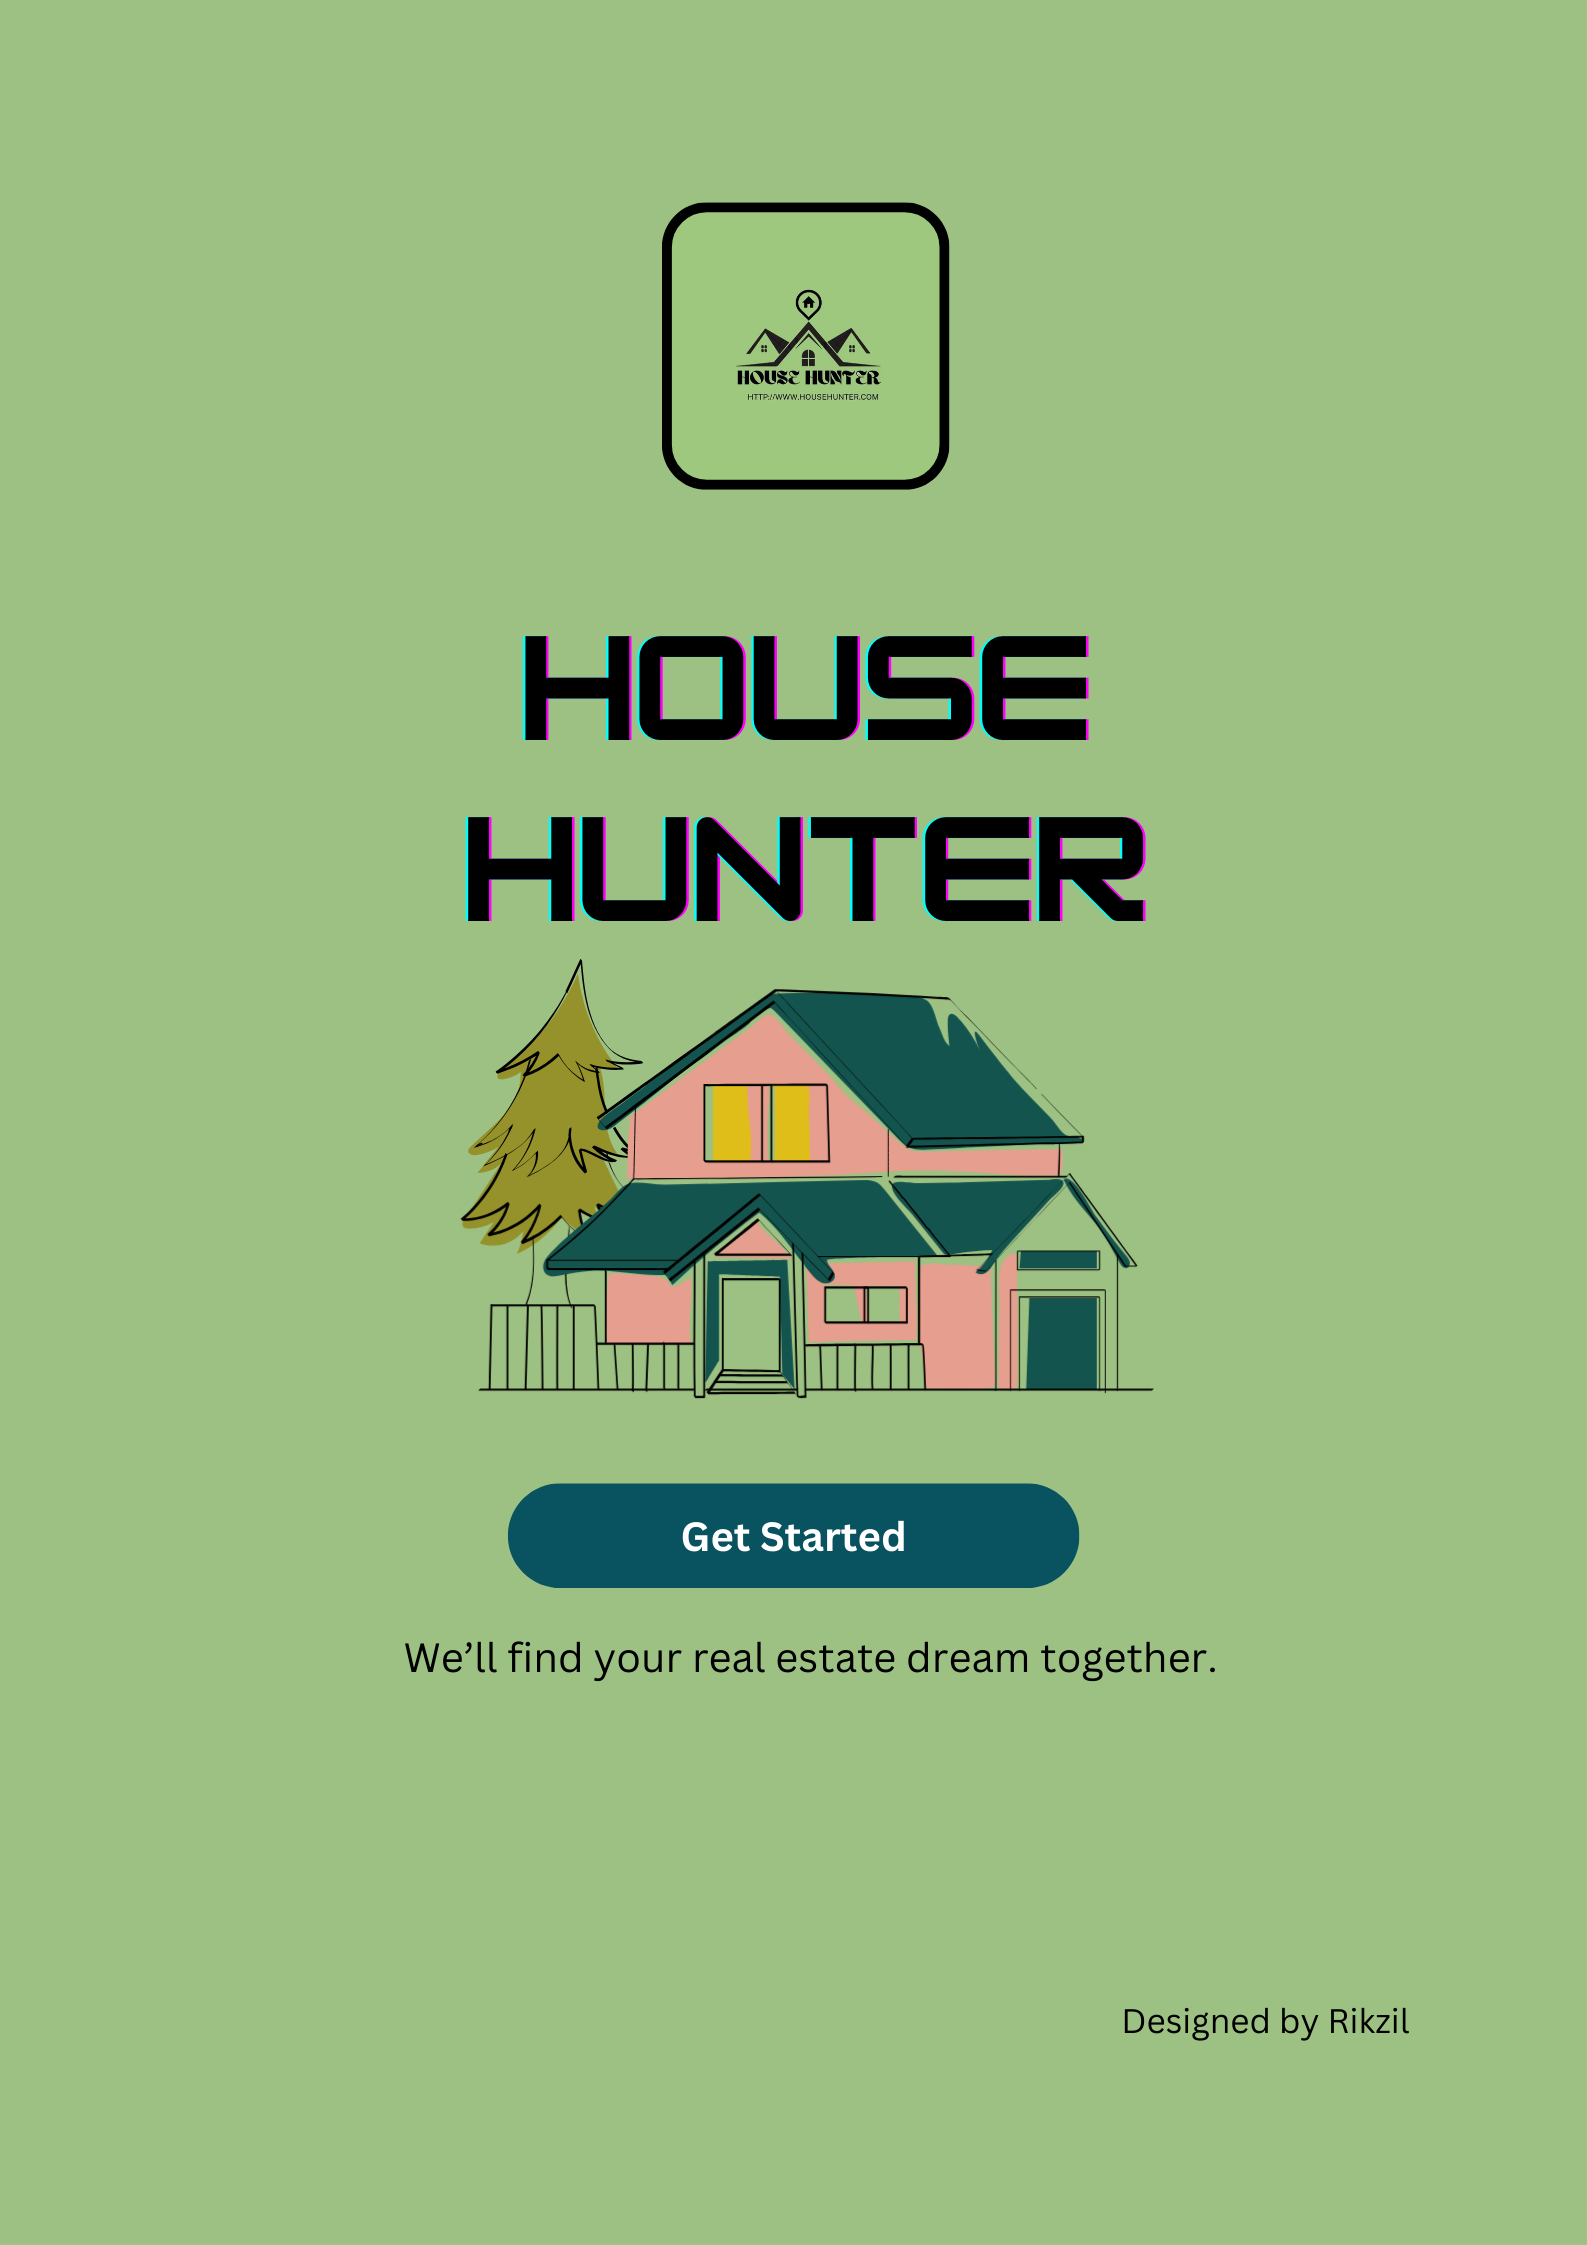 HOUSE HUNTER
HTTP://WWW.HOUSEHUNTER.COM
HOUSE
HUNTER
Get Started
We’ll find your real estate dream together.
Designed by Rikzil